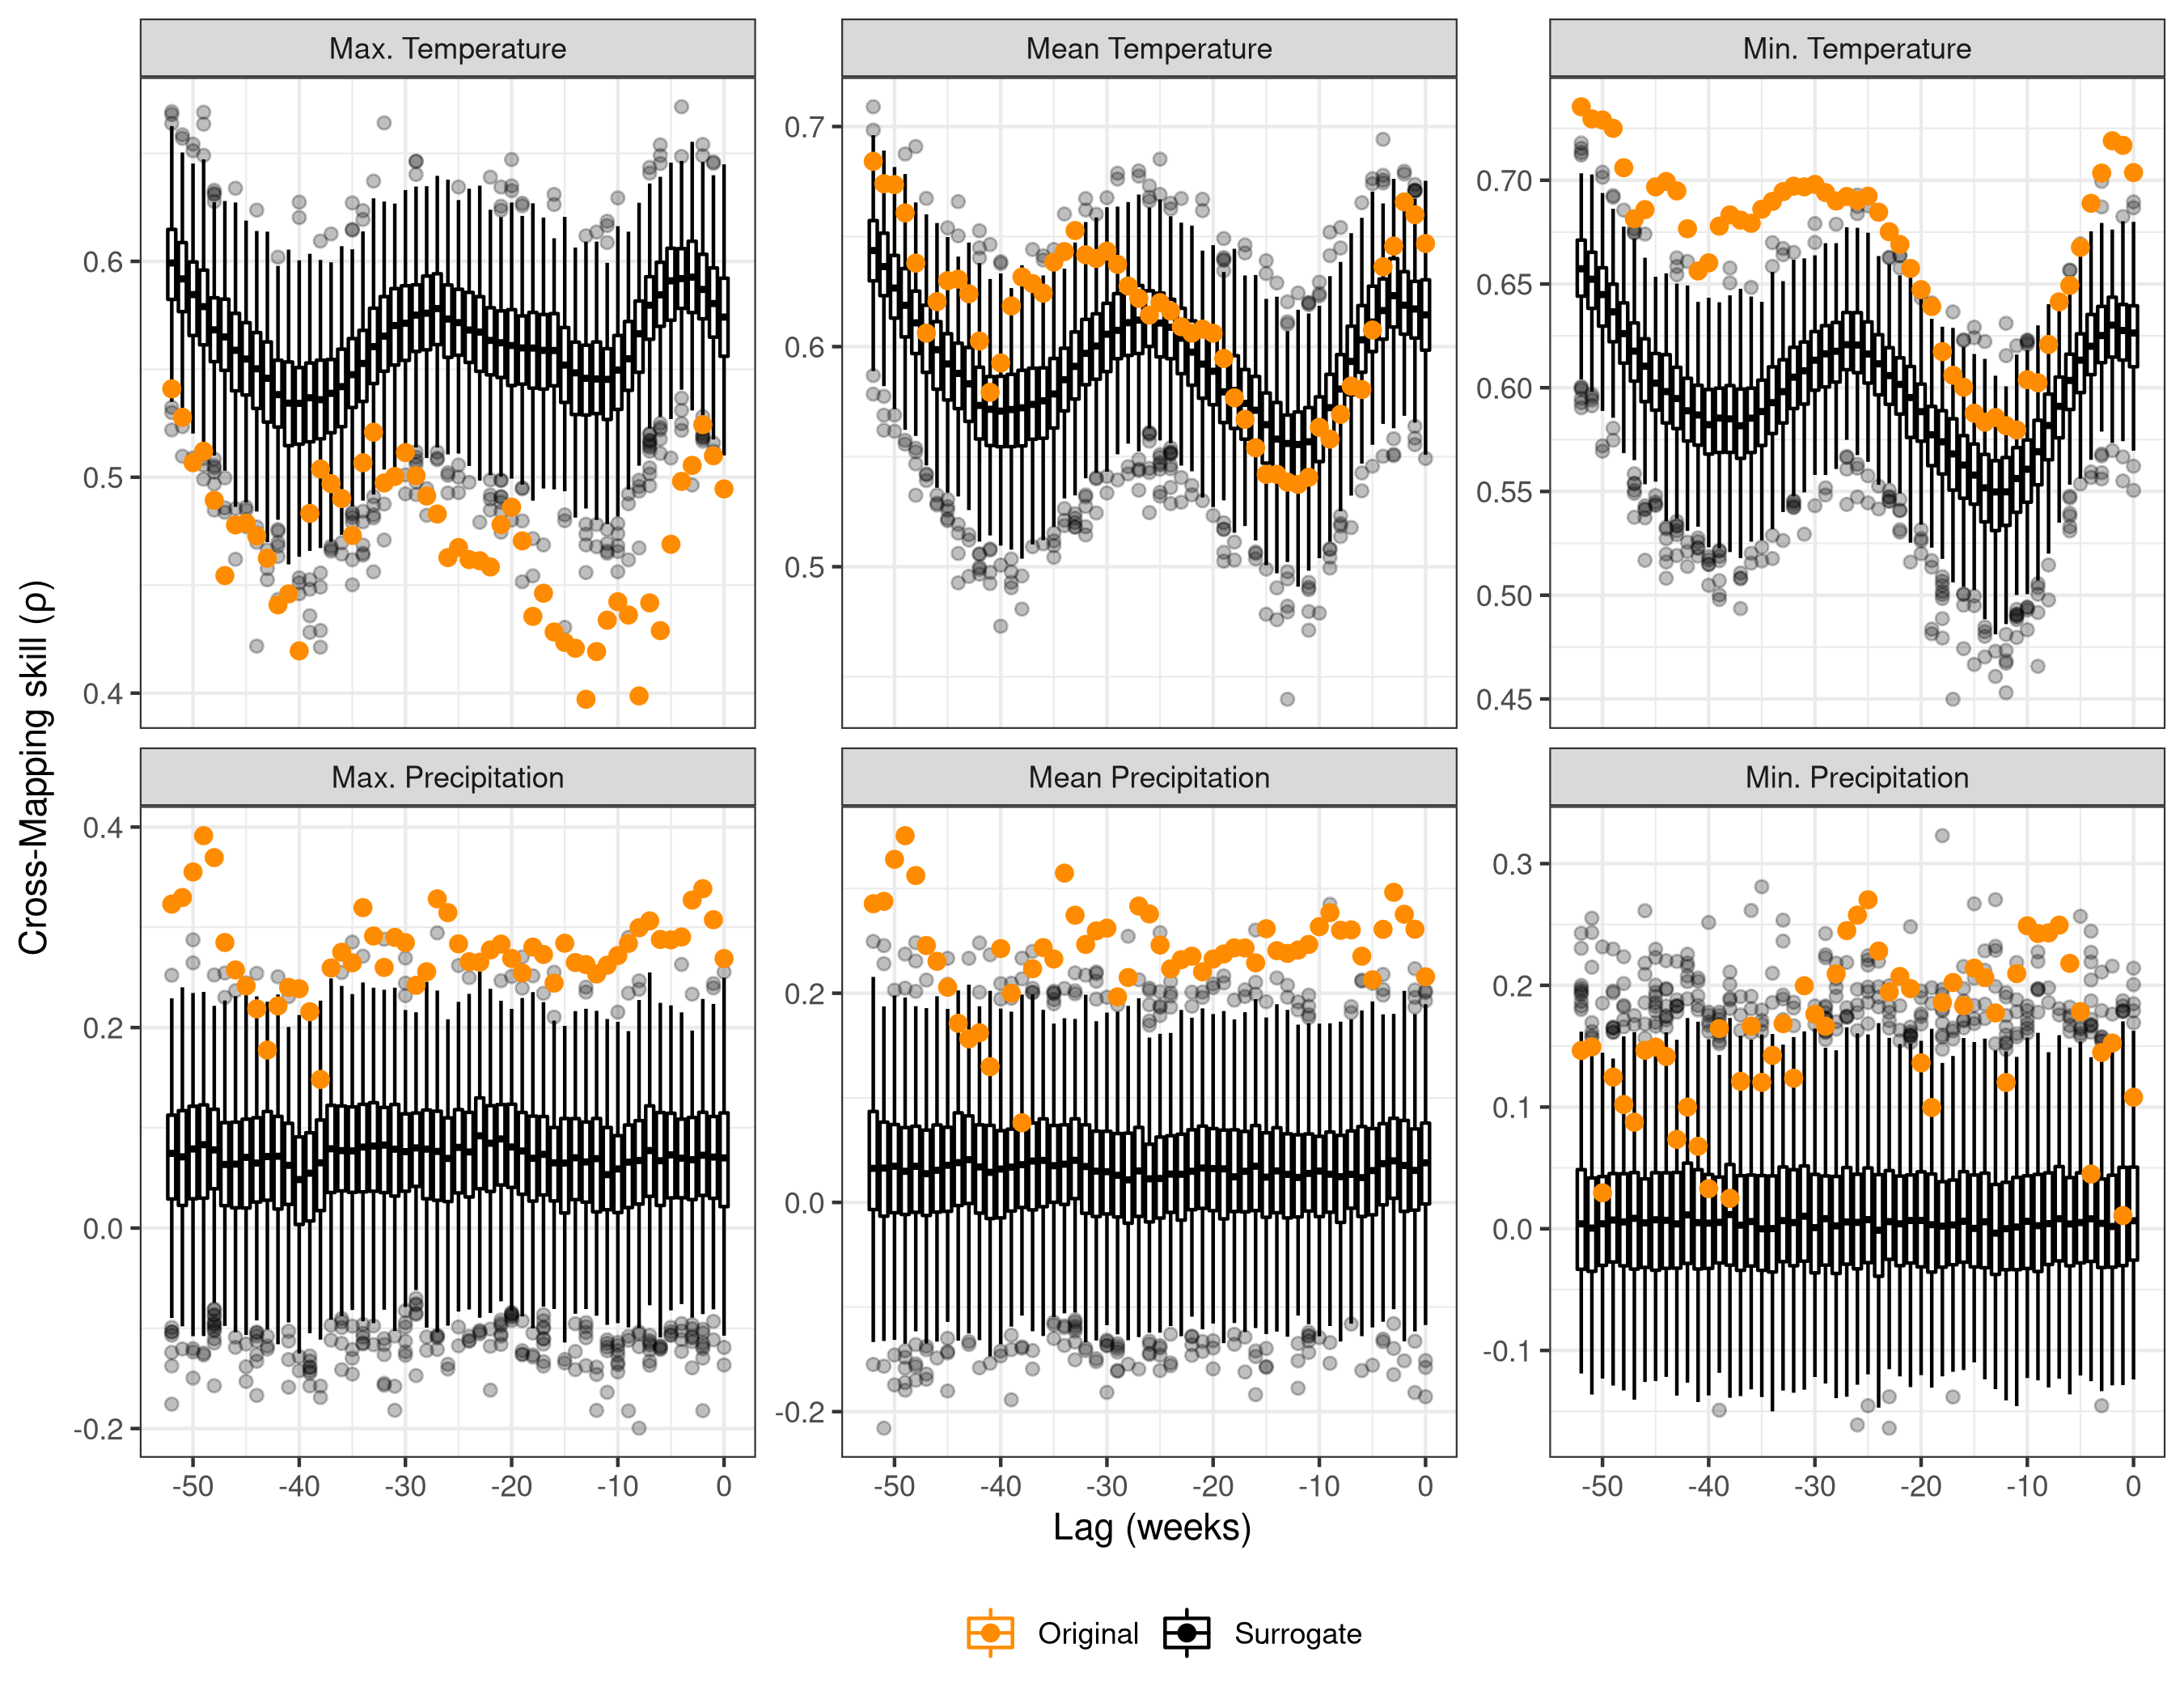 Max. Temperature
Mean Temperature
Min. Temperature
0.6
0.5
0.4
0.7
0.6
0.5
0.70
0.65
0.60
0.55
0.50
0.45
Cross-Mapping skill (ρ)
Max. Precipitation
Mean Precipitation
Min. Precipitation
0.4
0.2
0.0
-0.2
0.2
0.0
-0.2
0.3
0.2
0.1
0.0
-0.1
-50 -40 -30 -20 -10 0
-50 -40 -30 -20 -10 0
-50 -40 -30 -20 -10 0
Lag (weeks)
Original Surrogate